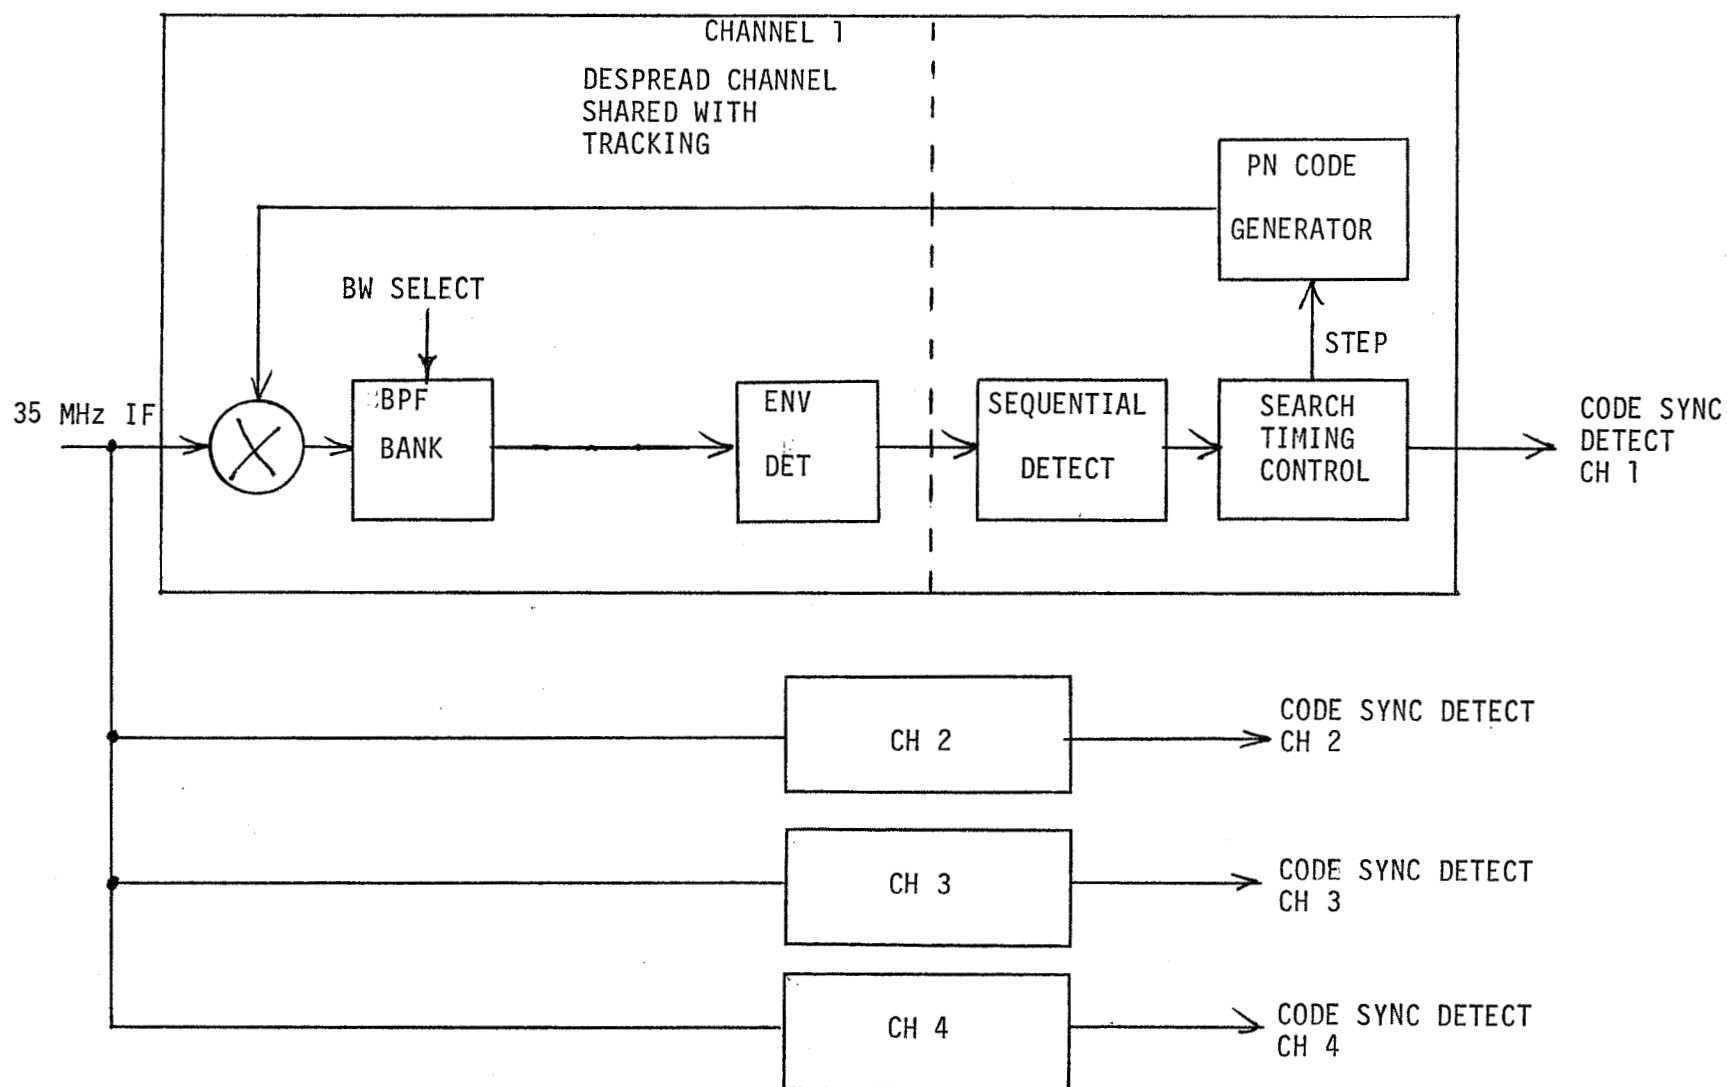 CHANNEL 1
DESPREAD CHANNEL
SHARED WITH
TRACKING
PN CODE
GENERATOR
BW SELECT
STEP
35 MHz IF
BPF
BANK
ENV
DET
SEQUENTIAL
DETECT
SEARCH
TIMING
CONTROL
CODE SYNC
DETECT
CH 1
CH 2
CODE SYNC DETECT
CH 2
CH 3
CODE SYNC DETECT
CH 3
CH 4
CODE SYNC DETECT
CH 4